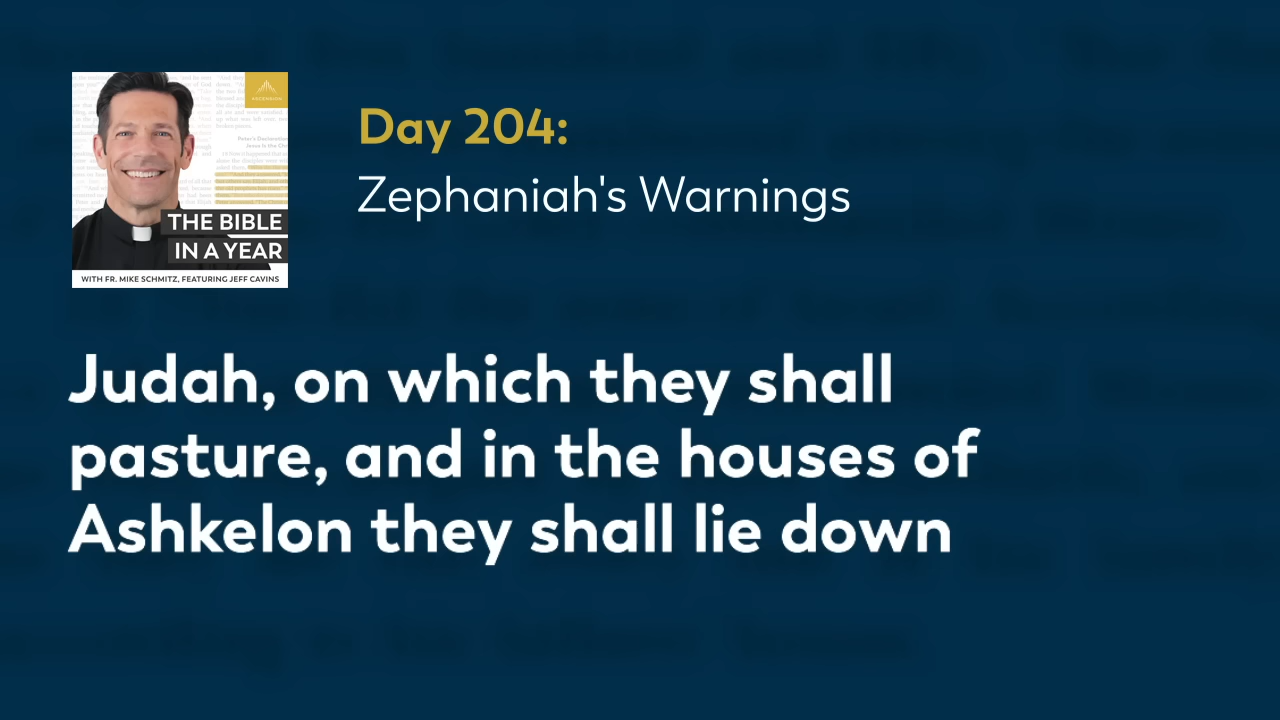 ASCENSION
THE BIBLE
IN A YEAR
WITH FR. MIKE SCHMITZ, FEATURING JEFF CAVINS
Day 204:
Zephaniah's Warnings
Judah, on which they shall
pasture, and in the houses of
Ashkelon they shall lie down